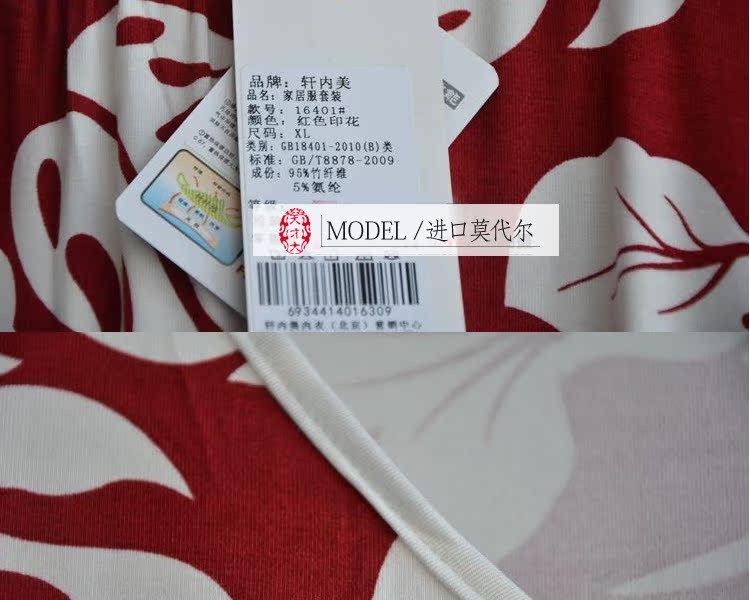 品牌：轩内美
品名：家居服套装
款号：16401#
颜色：红色印花
尺码：XL
类别：GB18401-2010(B)类
标准：GB/T8878-2009
成份：95%竹纤维
5%氨纶
等级：
MODEL /进口莫代尔
6934414016309
轩内美内衣（北京）营销中心